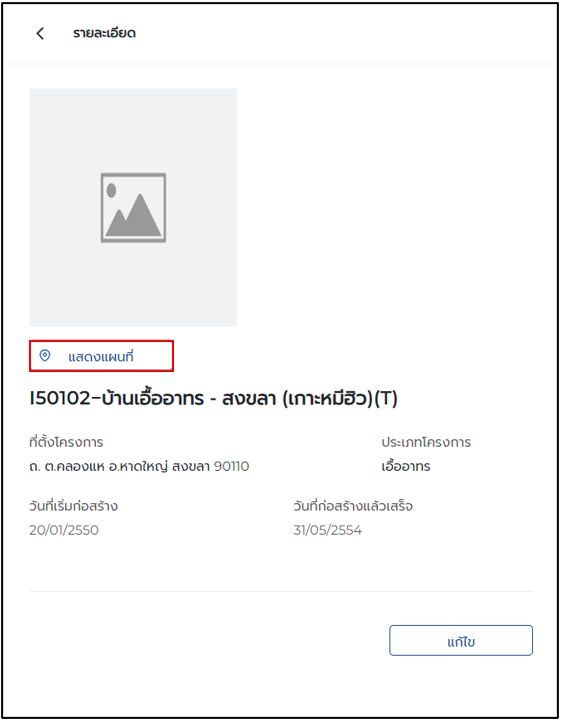 รายละเอียด
แสดงแผนที่
I50102-บ้านเอื้ออาทร - สงขลา (เกาะหมีฮิว)(T)
ที่ตั้งโครงการ
ประเภทโครงการ
ถ. ต.คลองแห อ.หาดใหญ่ สงขลา 90110
เอื้ออาทร
วันที่เริ่มก่อสร้าง
วันที่ก่อสร้างแล้วเสร็จ
20/01/2550
31/05/2554
แก้ไข